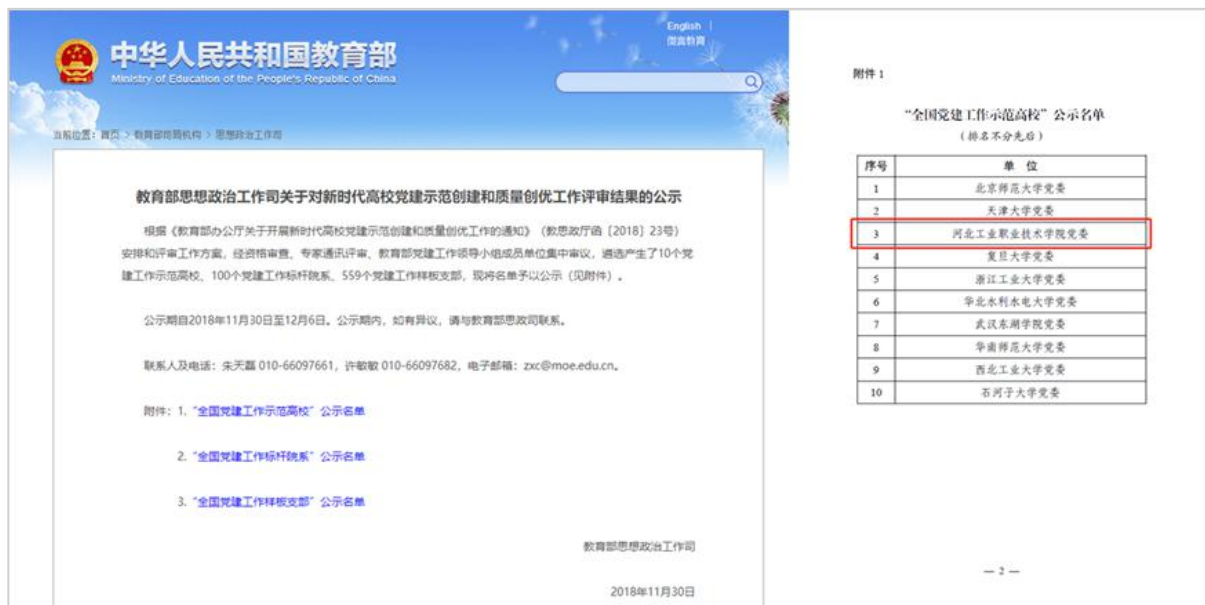 English |
微言教育
中华人民共和国教育部
Ministry of Education of the People's Republic of China
当前位置：首页 > 教育部司局机构 > 思想政治工作司
教育部思想政治工作司关于对新时代高校党建示范创建和质量创优工作评审结果的公示
根据《教育部办公厅关于开展新时代高校党建示范创建和质量创优工作的通知》（教思政厅函〔2018〕23号）
安排和评审工作方案，经资格审查、专家通讯评审、教育部党建工作领导小组成员单位集中审议，遴选产生了10个党
建工作示范高校、100个党建工作标杆院系、559个党建工作样板支部，现将名单予以公示（见附件）。
公示期自2018年11月30日至12月6日。公示期内，如有异议，请与教育部思政司联系。
联系人及电话：朱天磊 010-66097661，许敏敏 010-66097682，电子邮箱：zxc@moe.edu.cn。
附件：1. “全国党建工作示范高校”公示名单
2. “全国党建工作标杆院系”公示名单
3. “全国党建工作样板支部”公示名单
教育部思想政治工作司
2018年11月30日
附件 1
“全国党建工作示范高校”公示名单
（排名不分先后）
序号 单 位
1 北京师范大学党委
2 天津大学党委
3 河北工业职业技术学院党委
4 复旦大学党委
5 浙江工业大学党委
6 华北水利水电大学党委
7 武汉东湖学院党委
8 华南师范大学党委
9 西北工业大学党委
10 石河子大学党委
— 2 —